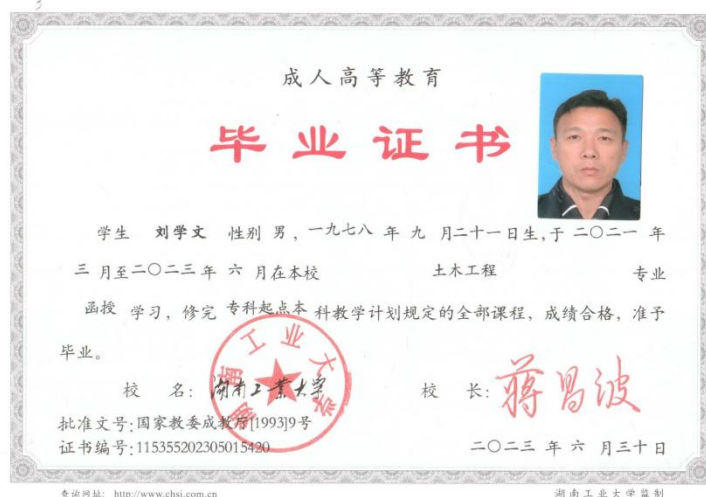 成人高等教育
毕业证书
学生 刘学文 性别 男，一九七八 年 九 月二十一日生，于 二〇二一 年
三 月至二〇二三年 六 月在本校 土木工程 专业
函授 学习，修完 专科起点本 科教学计划规定的全部课程，成绩合格，准予
毕业。
校 名：湖南工业大学 校 长：蒋昌波
湖南工业大学
批准文号：国家教委成教厅[1993]9号
证书编号：115355202305015420 二〇二三 年 六 月三十日
查询网址：http://www.chsi.com.cn 湖南工业大学监制